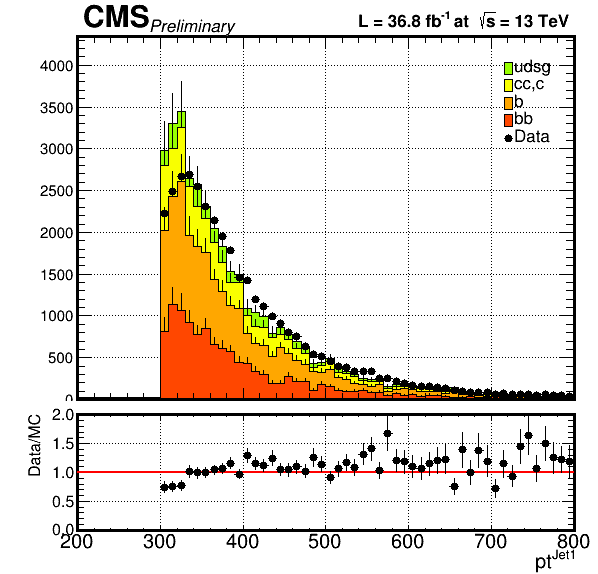 CMS Preliminary L = 36.8 fb⁻¹ at √s = 13 TeV
4000
3500
3000
2500
2000
1500
1000
500
0
udsg
cc,c
b
bb
Data
Data/MC
2.0
1.5
1.0
0.5
0.0
200 300 400 500 600 700 800
pt^Jet1